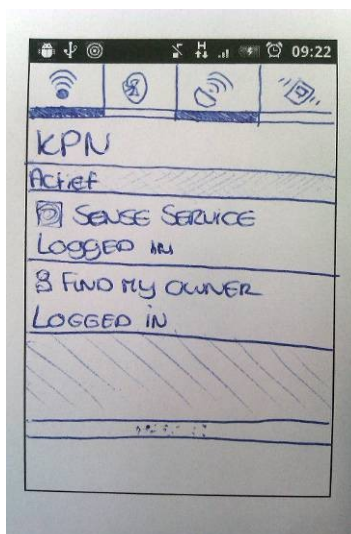 09:22
KPN
Actief
SENSE SERVICE
LOGGED IN
FIND MY OWNER
LOGGED IN